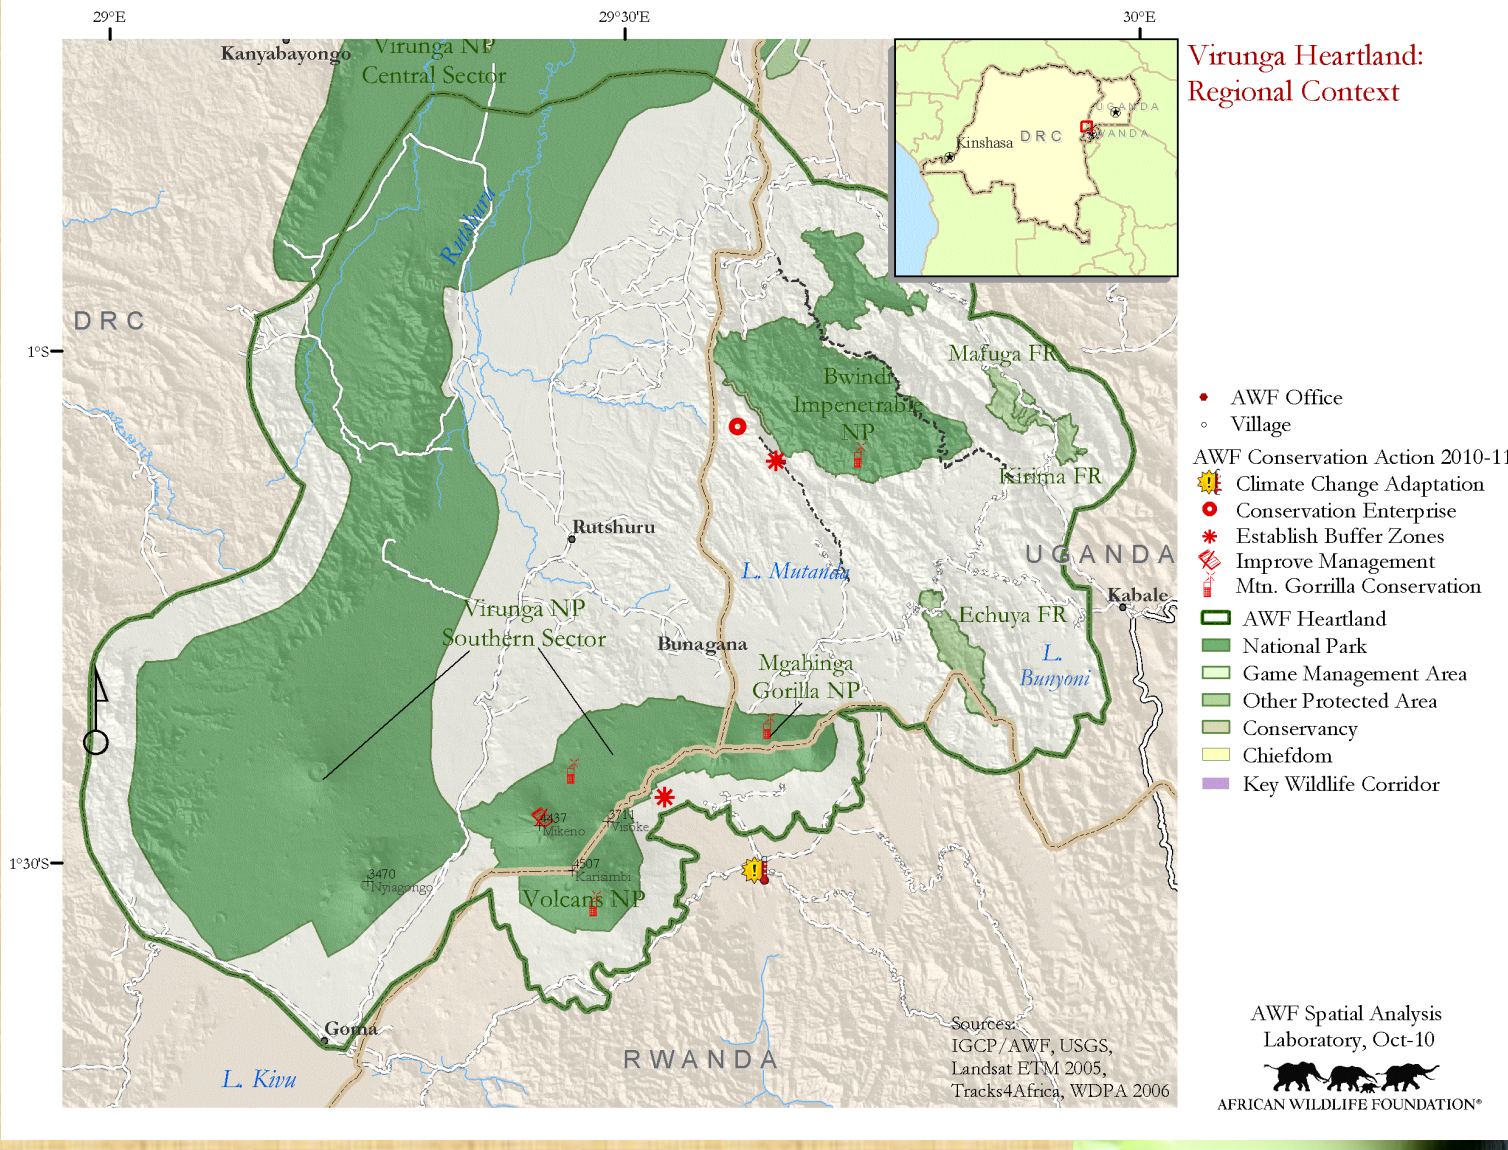 29°E
29°30'E
30°E
Kanyabayongo
Virunga NP
Central Sector
Virunga Heartland:
Regional Context
UGANDA
DRC
Kinshasa
WANDA
Rutshuru
DRC
1°S
Mafuga FR
Bwindi
Impenetrable
NP
Kirima FR
AWF Office
Village
AWF Conservation Action 2010-11
Climate Change Adaptation
Conservation Enterprise
Establish Buffer Zones
Improve Management
Mtn. Gorrilla Conservation
AWF Heartland
National Park
Game Management Area
Other Protected Area
Conservancy
Chiefdom
Key Wildlife Corridor
Rutshuru
UGANDA
L. Mutanda
Kabale
Virunga NP
Southern Sector
Echuya FR
Bunagana
L.
Bunyoni
Mgahinga
Gorilla NP
4437
Mikeno
3711
Visoke
1°30'S
3470
Nyiagongo
4507
Karisimbi
Volcans NP
Goma
L. Kivu
RWANDA
Sources:
IGCP/AWF, USGS,
Landsat ETM 2005,
Tracks4Africa, WDPA 2006
AWF Spatial Analysis
Laboratory, Oct-10
AFRICAN WILDLIFE FOUNDATION®